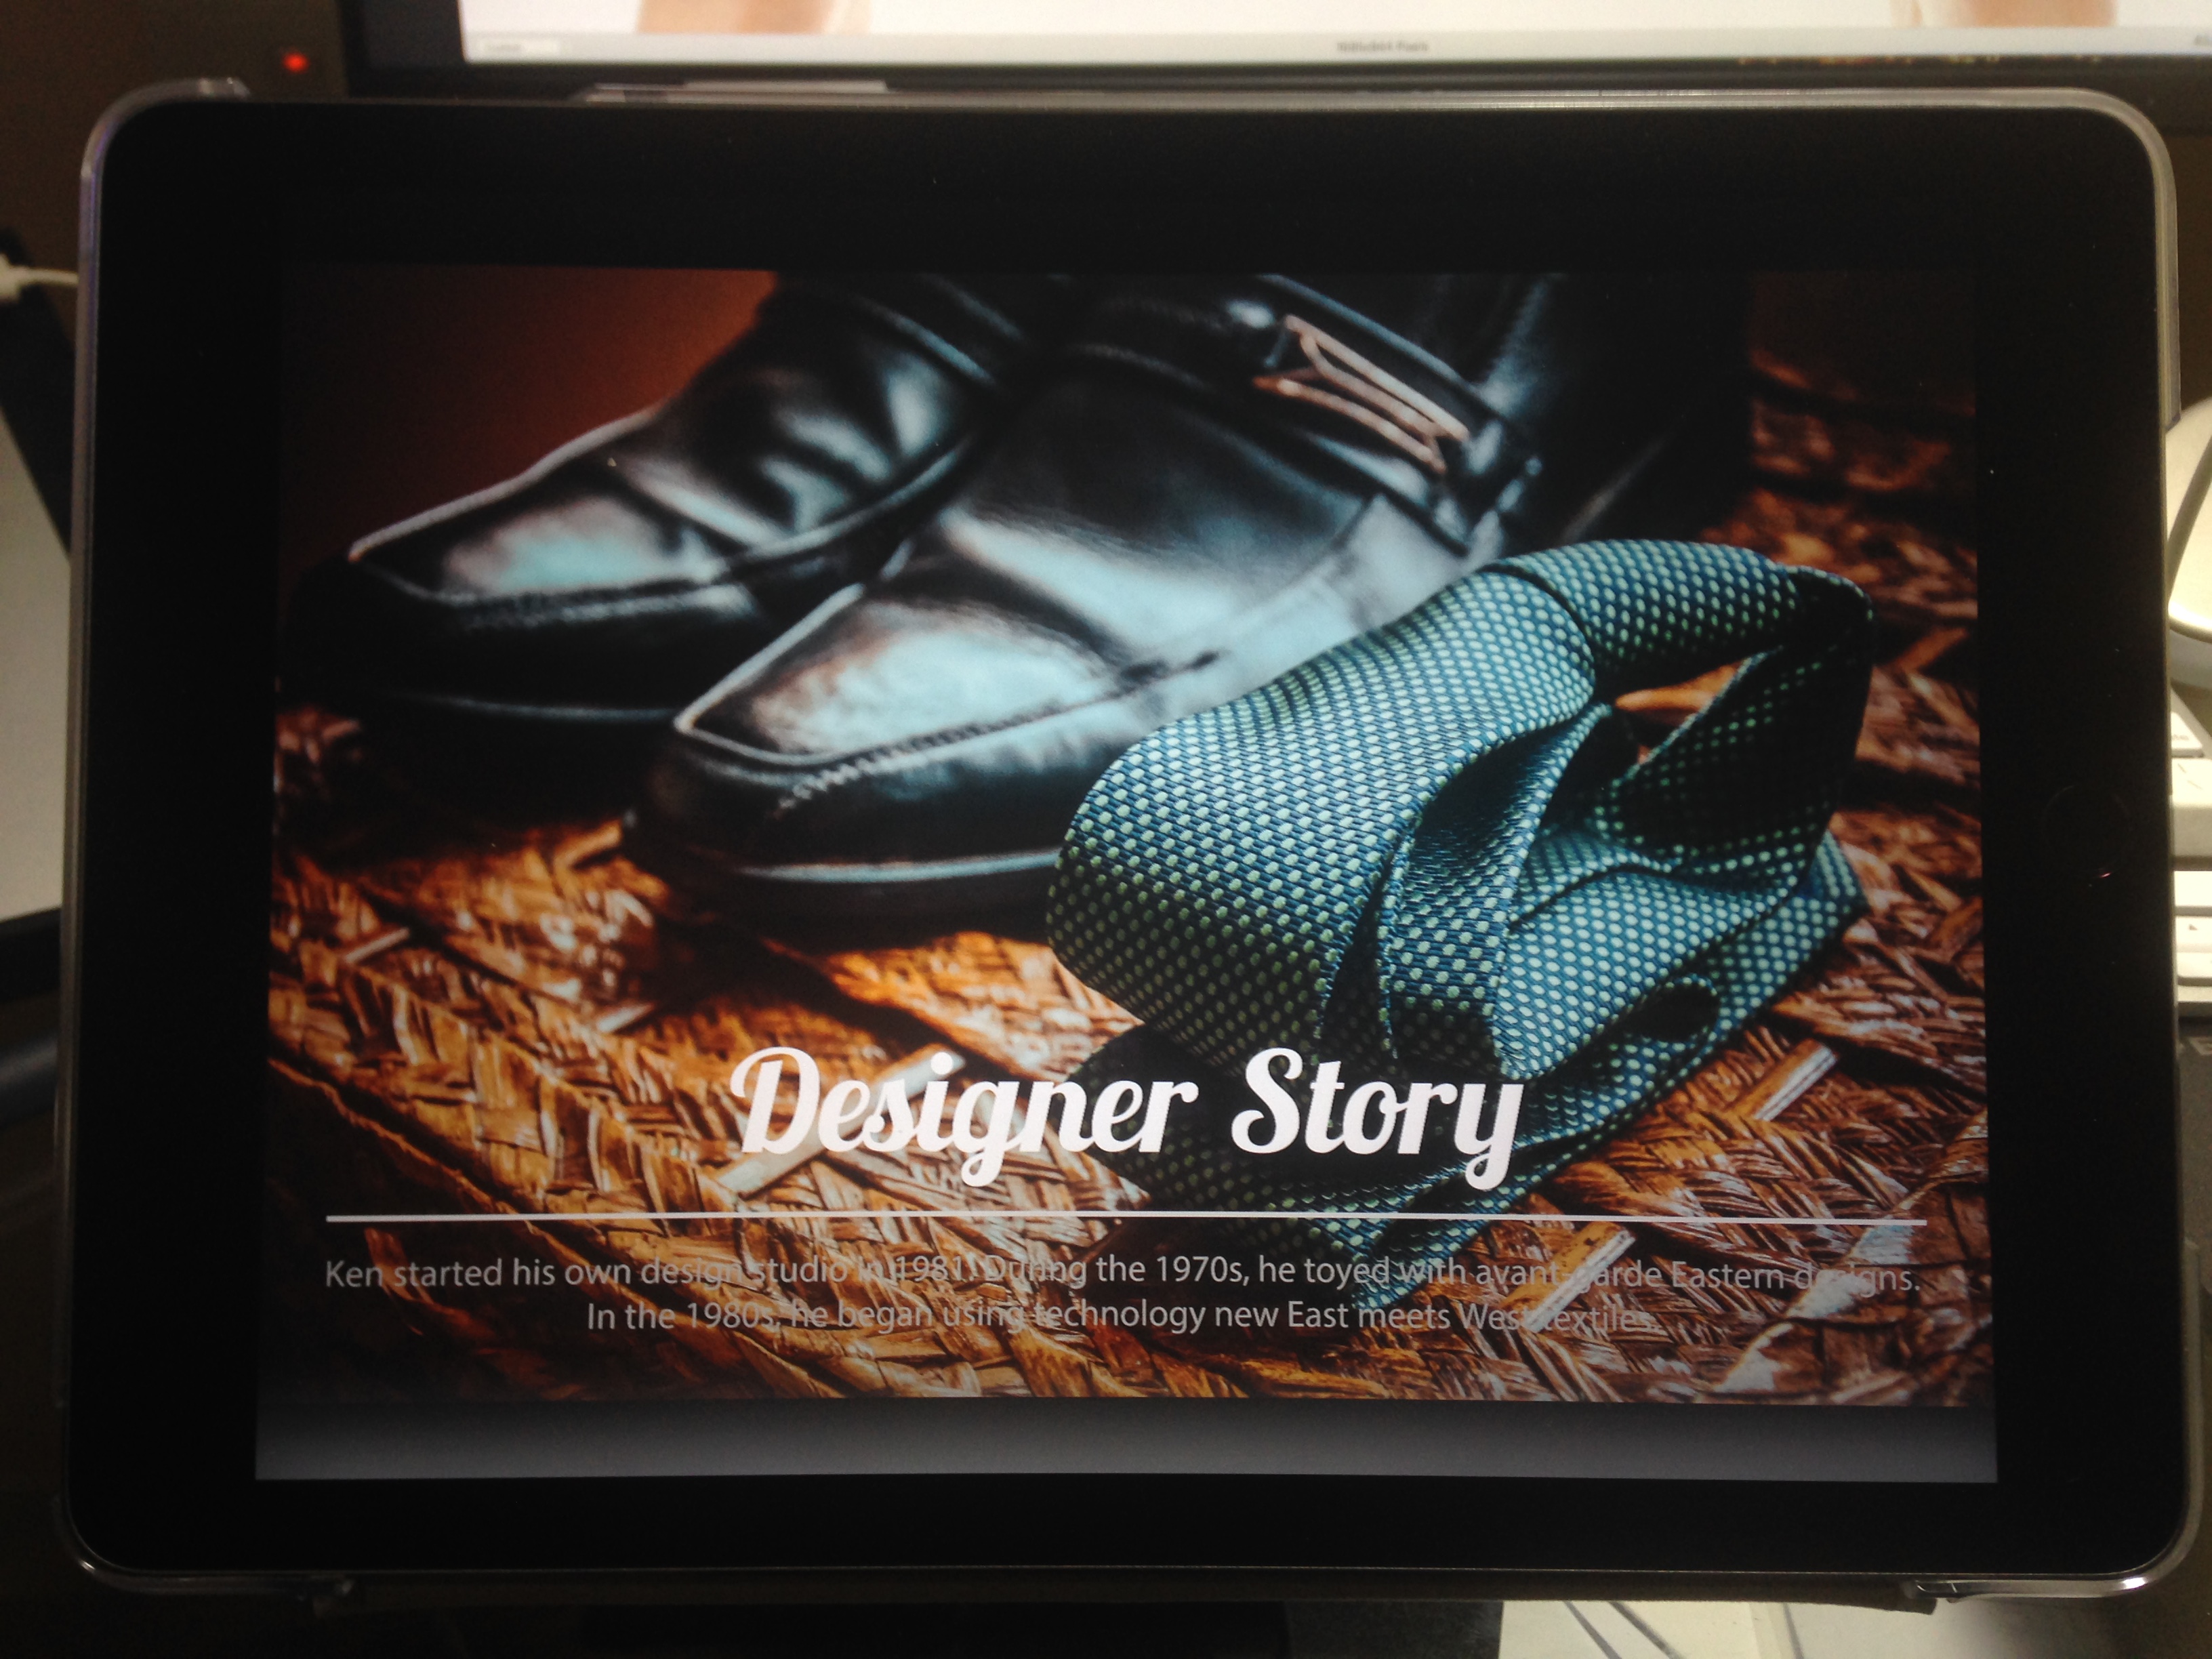 Designer Story
Ken started his own design studio in 1981. During the 1970s, he toyed with avant-garde Eastern designs.
In the 1980s, he began using technology new East meets West textiles.